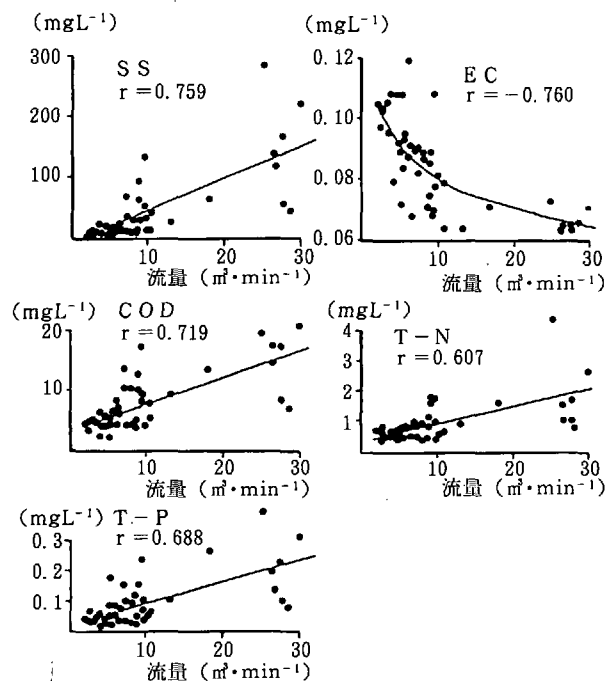 (mgL⁻¹)
SS
r=0.759
300
200
100
10 20 30
流量 (㎥･min⁻¹)
(mgL⁻¹)
EC
r=-0.760
0.12
0.10
0.08
0.06
10 20 30
流量 (㎥･min⁻¹)
(mgL⁻¹)
COD
r=0.719
20
10
10 20 30
流量 (㎥･min⁻¹)
(mgL⁻¹)
T-N
r=0.607
4
3
2
1
10 20 30
流量 (㎥･min⁻¹)
(mgL⁻¹)
T-P
r=0.688
0.3
0.2
0.1
10 20 30
流量 (㎥･min⁻¹)